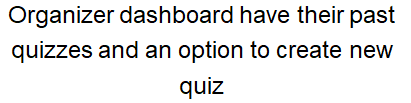 Organizer dashboard have their past
quizzes and an option to create new
quiz